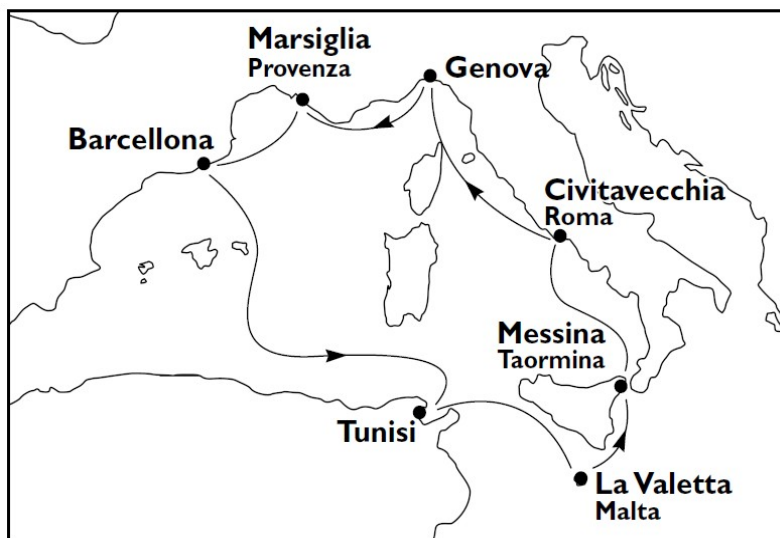 Marsiglia
Provenza
Genova
Barcellona
Civitavecchia
Roma
Messina
Taormina
Tunisi
La Valetta
Malta